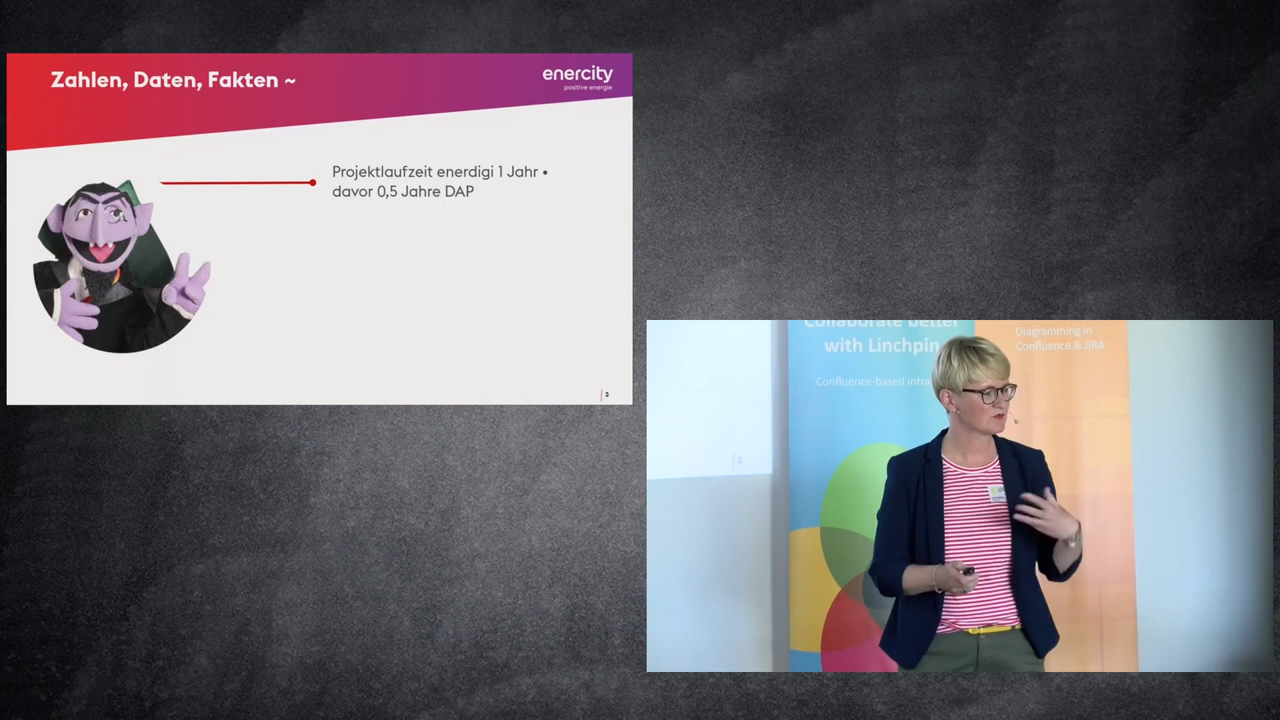 Zahlen, Daten, Fakten ~
enercity
positive energie
Projektlaufzeit enerdigi 1 Jahr •
davor 0,5 Jahre DAP
3
Collaborate better
with Linchpin
Confluence-based
Diagramming in
Confluence & JIRA